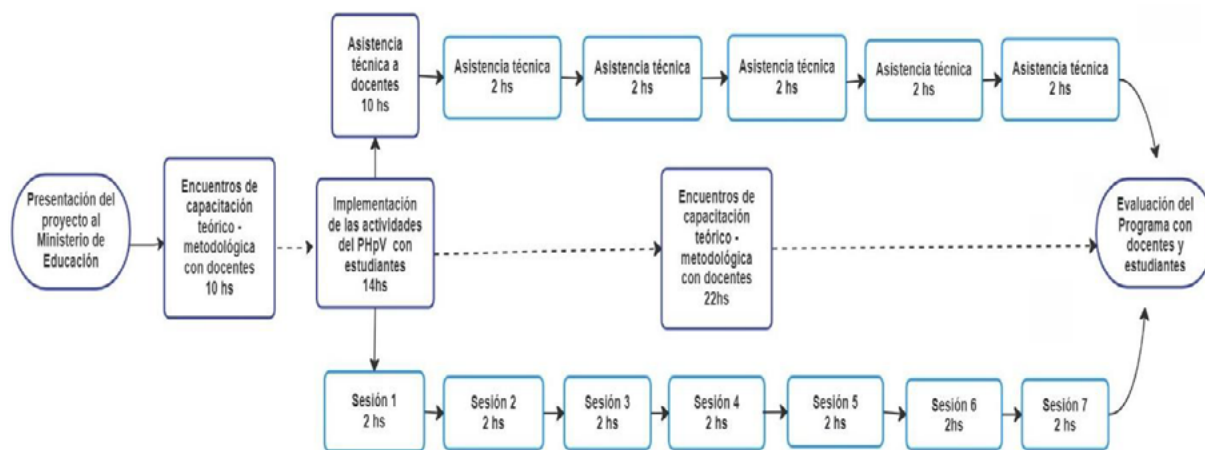 Asistencia
técnica a
docentes
10 hs
Asistencia técnica
2 hs
Asistencia técnica
2 hs
Asistencia técnica
2 hs
Asistencia técnica
2 hs
Asistencia técnica
2 hs
Presentación del
proyecto al
Ministerio de
Educación
Encuentros de
capacitación
teórico -
metodológica
con docentes
10 hs
Implementación
de las actividades
del PHpV con
estudiantes
14hs
Encuentros de
capacitación
teórico -
metodológica
con docentes
22hs
Evaluación del
Programa con
docentes y
estudiantes
Sesión 1
2 hs
Sesión 2
2 hs
Sesión 3
2 hs
Sesión 4
2 hs
Sesión 5
2 hs
Sesión 6
2hs
Sesión 7
2 hs